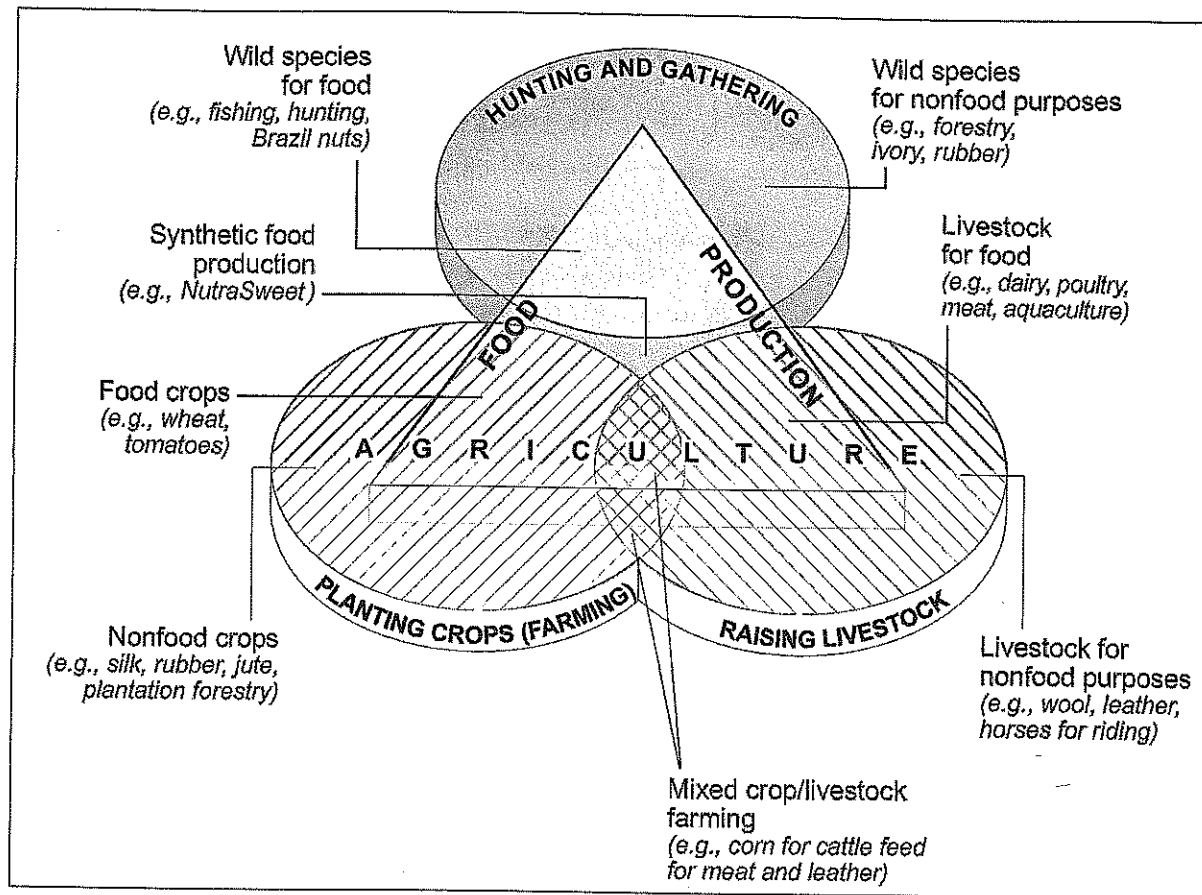 Wild species
for food
(e.g., fishing, hunting,
Brazil nuts)
HUNTING AND GATHERING
Wild species
for nonfood purposes
(e.g., forestry,
ivory, rubber)
Synthetic food
production
(e.g., NutraSweet)
Livestock
for food
(e.g., dairy, poultry,
meat, aquaculture)
FOOD
PRODUCTION
Food crops
(e.g., wheat,
tomatoes)
AGRICULTURE
PLANTING CROPS (FARMING)
RAISING LIVESTOCK
Nonfood crops
(e.g., silk, rubber, jute,
plantation forestry)
Livestock for
nonfood purposes
(e.g., wool, leather,
horses for riding)
Mixed crop/livestock
farming
(e.g., corn for cattle feed
for meat and leather)